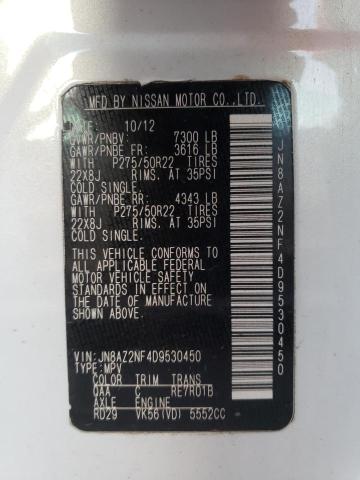 MFD BY NISSAN MOTOR CO.,LTD.
DATE: 10/12
GVWR/PNBV: 7300 LB
GAWR/PNBE FR: 3616 LB
WITH P275/50R22 TIRES
22X8J RIMS. AT 35PSI
COLD SINGLE.
GAWR/PNBE RR: 4343 LB
WITH P275/50R22 TIRES
22X8J RIMS. AT 35PSI
COLD SINGLE.
THIS VEHICLE CONFORMS TO
ALL APPLICABLE FEDERAL
MOTOR VEHICLE SAFETY
STANDARDS IN EFFECT ON
THE DATE OF MANUFACTURE
SHOWN ABOVE.
VIN: JN8AZ2NF4D9530450
TYPE: MPV
COLOR TRIM TRANS
QAA C RE7R01B
AXLE ENGINE
RD29 VK56(VD) 5552CC
JN8AZ2NF4D9530450